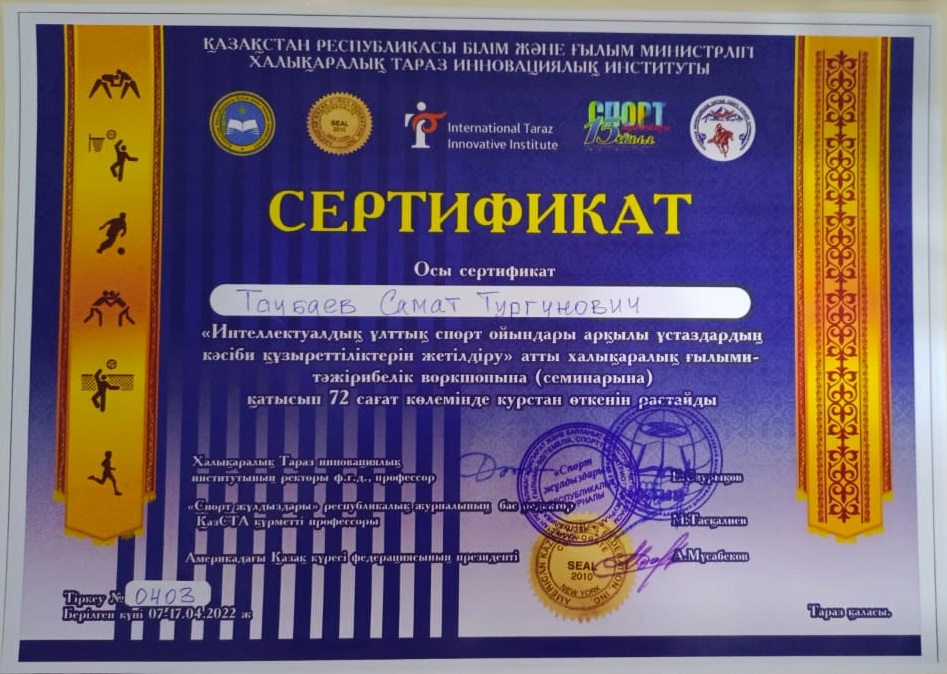 ҚАЗАҚСТАН РЕСПУБЛИКАСЫ БІЛІМ ЖӘНЕ ҒЫЛЫМ МИНИСТРЛІГІ
ХАЛЫҚАРАЛЫҚ ТАРАЗ ИННОВАЦИЯЛЫҚ ИНСТИТУТЫ
SEAL
2010
International Taraz
Innovative Institute
СПОРТ
СЕРТИФИКАТ
Осы сертификат
Таубаев Самат Тургунович
«Интеллектуалдық ұлттық спорт ойындары арқылы ұстаздардың
кәсіби құзыреттіліктерін жетілдіру» атты халықаралық ғылыми-
тәжірибелік воркшопына (семинарына)
қатысып 72 сағат көлемінде курстан өткенін растайды
Халықаралық Тараз инновациялық
институтының ректоры ф.ғ.д., профессор
«Спорт жұлдыздары» республикалық журналының бас редактор
ҚазСТА құрметті профессоры
М.Тасқалиев
Америкадағы Қазақ күресі федерациясының президенті
А.Мусабеков
«Спорт
жұлдыздары»
РЕСПУБЛИКАЛЫҚ
ЖУРНАЛЫ
SEAL
2010
NEW YORK
Тіркеу № 0403
Берілген күні 07-17.04.2022 ж
Тараз қаласы.